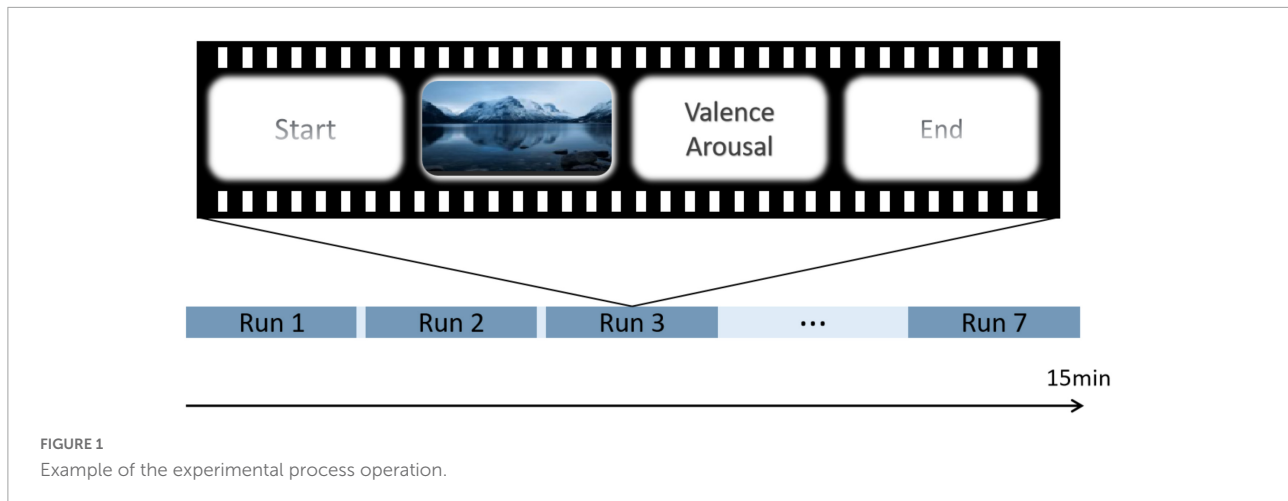 Start
Valence
Arousal
End
Run 1
Run 2
Run 3
...
Run 7
15min
FIGURE 1
Example of the experimental process operation.